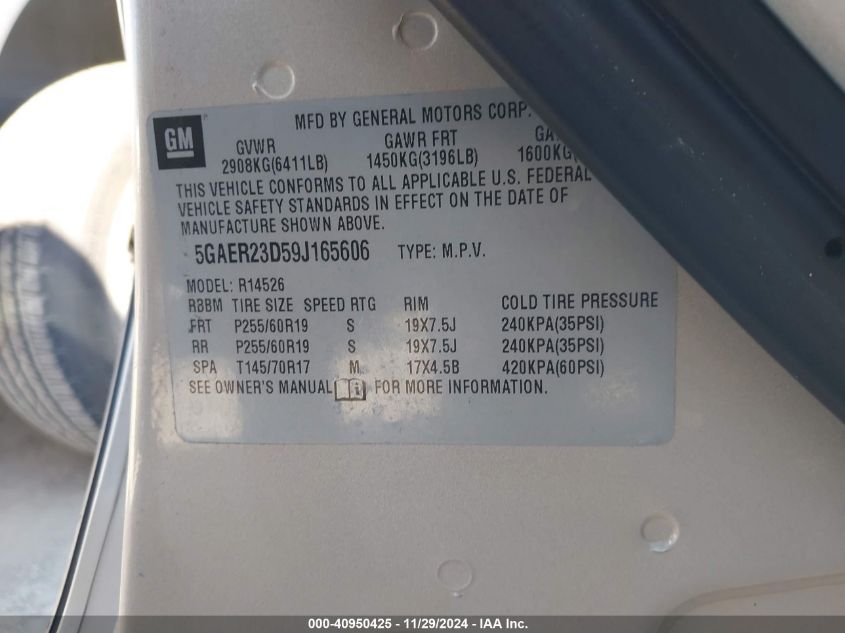 GM
MFD BY GENERAL MOTORS CORP.
GVWR GAWR FRT
2908KG(6411LB) 1450KG(3196LB) 1600KG(
THIS VEHICLE CONFORMS TO ALL APPLICABLE U.S. FEDERAL
VEHICLE SAFETY STANDARDS IN EFFECT ON THE DATE OF
MANUFACTURE SHOWN ABOVE.
5GAER23D59J165606 TYPE: M.P.V.
MODEL: R14526
RBBM TIRE SIZE SPEED RTG RIM COLD TIRE PRESSURE
FRT P255/60R19 S 19X7.5J 240KPA(35PSI)
RR P255/60R19 S 19X7.5J 240KPA(35PSI)
SPA T145/70R17 M 17X4.5B 420KPA(60PSI)
SEE OWNER'S MANUAL FOR MORE INFORMATION.
000-40950425 - 11/29/2024 - IAA Inc.